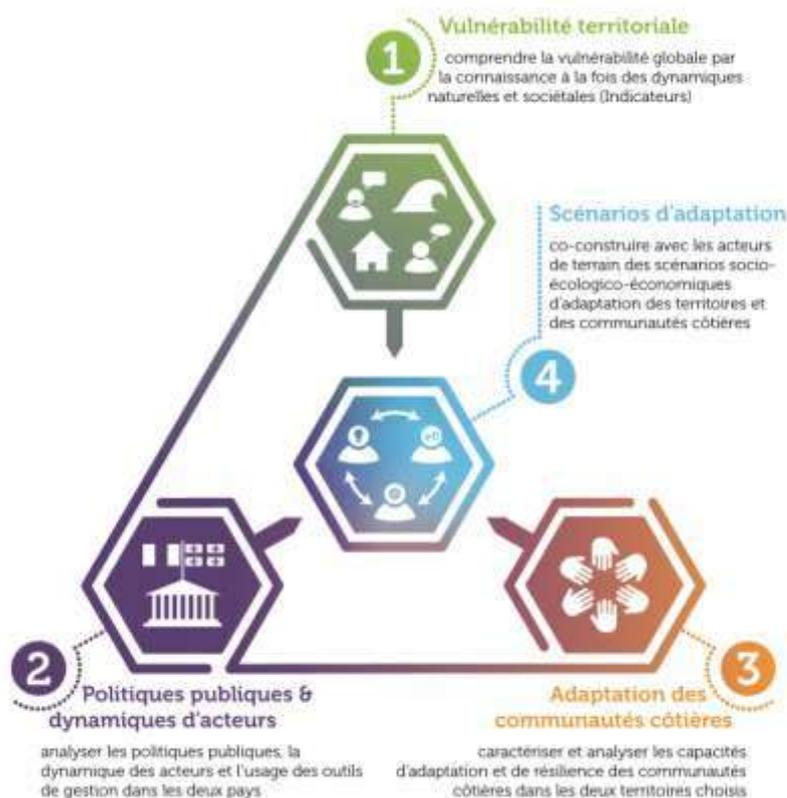 1
Vulnérabilité territoriale
comprendre la vulnérabilité globale par
la connaissance à la fois des dynamiques
naturelles et sociétales (Indicateurs)
Scénarios d'adaptation
co-construire avec les acteurs
de terrain des scénarios socio-
écologico-économiques
d'adaptation des territoires et
des communautés côtières
4
2
Politiques publiques &
dynamiques d'acteurs
analyser les politiques publiques, la
dynamique des acteurs et l'usage des outils
de gestion dans les deux pays
3
Adaptation des
communautés côtières
caractériser et analyser les capacités
d'adaptation et de résilience des communautés
côtières dans les deux territoires choisis